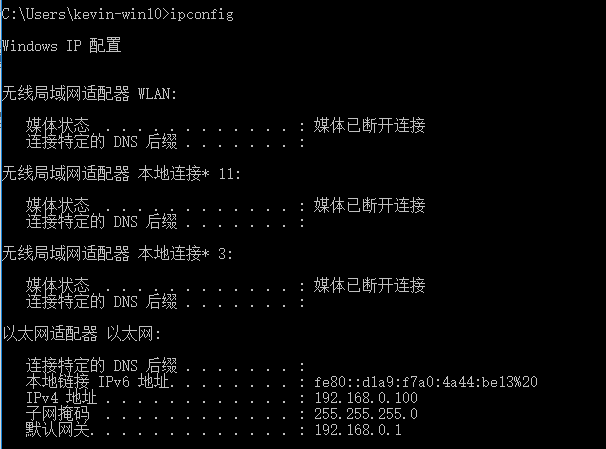 C:\Users\kevin-win10>ipconfig
Windows IP 配置
无线局域网适配器 WLAN:
媒体状态 . . . . . . . . . . . . : 媒体已断开连接
连接特定的 DNS 后缀 . . . . . . . :
无线局域网适配器 本地连接* 11:
媒体状态 . . . . . . . . . . . . : 媒体已断开连接
连接特定的 DNS 后缀 . . . . . . . :
无线局域网适配器 本地连接* 3:
媒体状态 . . . . . . . . . . . . : 媒体已断开连接
连接特定的 DNS 后缀 . . . . . . . :
以太网适配器 以太网:
连接特定的 DNS 后缀 . . . . . . . :
本地链接 IPv6 地址. . . . . . . . : fe80::d1a9:f7a0:4a44:be13%20
IPv4 地址 . . . . . . . . . . . . : 192.168.0.100
子网掩码 . . . . . . . . . . . . : 255.255.255.0
默认网关. . . . . . . . . . . . . : 192.168.0.1